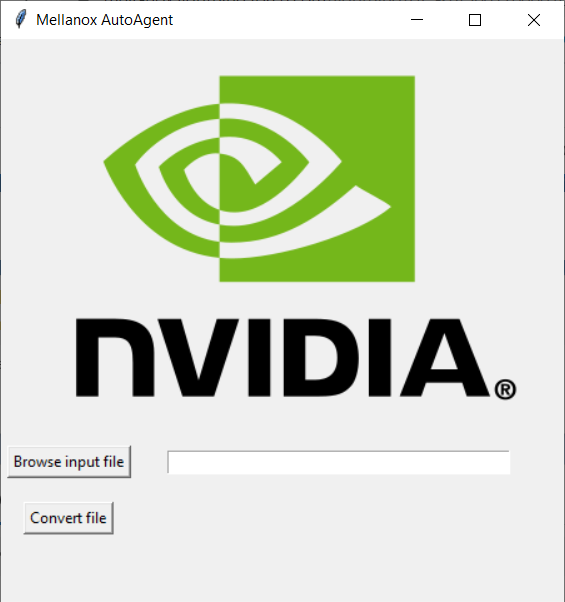 Mellanox AutoAgent
NVIDIA®
Browse input file
Convert file